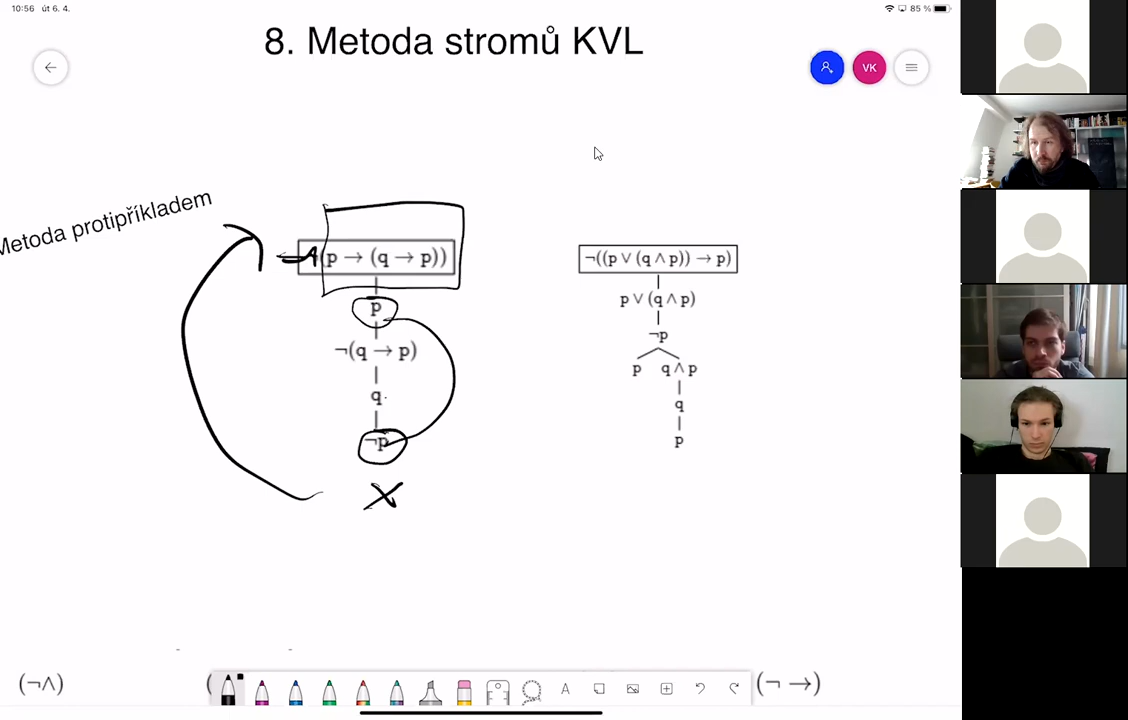 10:56 út 6. 4.
85 %
8. Metoda stromů KVL
VK
Metoda protipříkladem
(p → (q → p))
p
¬(q → p)
q
¬p
X
¬((p ∨ (q ∧ p)) → p)
p ∨ (q ∧ p)
¬p
p q ∧ p
q
p
(¬∧)
(
A
(¬ →)